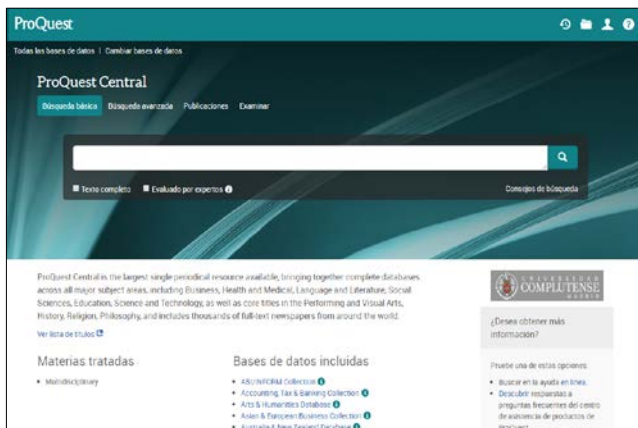 ProQuest
Todas las bases de datos | Cambiar bases de datos
ProQuest Central
Búsqueda básica Búsqueda avanzada Publicaciones Examinar
Texto completo Evaluado por expertos
Consejos de búsqueda
ProQuest Central is the largest single periodical resource available, bringing together complete databases
across all major subject areas, including Business, Health and Medical, Language and Literature, Social
Sciences, Education, Science and Technology, as well as core titles in the Performing and Visual Arts,
History, Religion, Philosophy, and includes thousands of full-text newspapers from around the world.
Ver lista de títulos
Materias tratadas
• Multidisciplinary
Bases de datos incluidas
• ABI/INFORM Collection
• Accounting, Tax & Banking Collection
• Arts & Humanities Database
• Asian & European Business Collection
• Australia & New Zealand Database
UNIVERSIDAD
COMPLUTENSE
MADRID
¿Desea obtener más
información?
Pruebe una de estas opciones:
• Buscar en la ayuda en línea.
• Descubrir respuestas a
preguntas frecuentes del centro
de asistencia de productos de
ProQuest